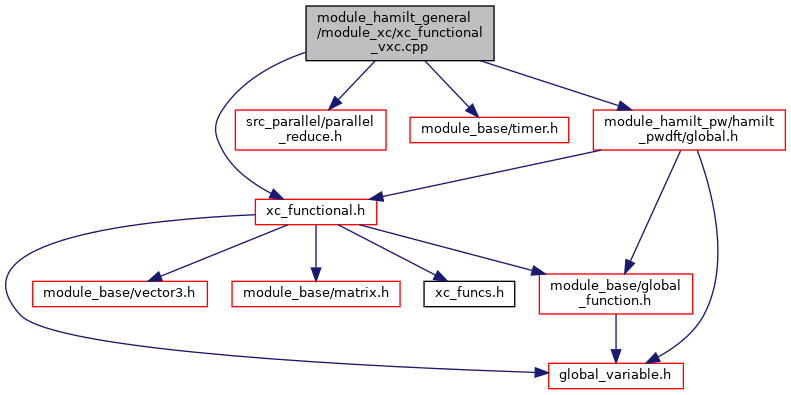 module_hamilt_general
/module_xc/xc_functional
_vxc.cpp
src_parallel/parallel
_reduce.h
module_base/timer.h
module_hamilt_pw/hamilt
_pwdft/global.h
xc_functional.h
module_base/vector3.h
module_base/matrix.h
xc_funcs.h
module_base/global
_function.h
global_variable.h